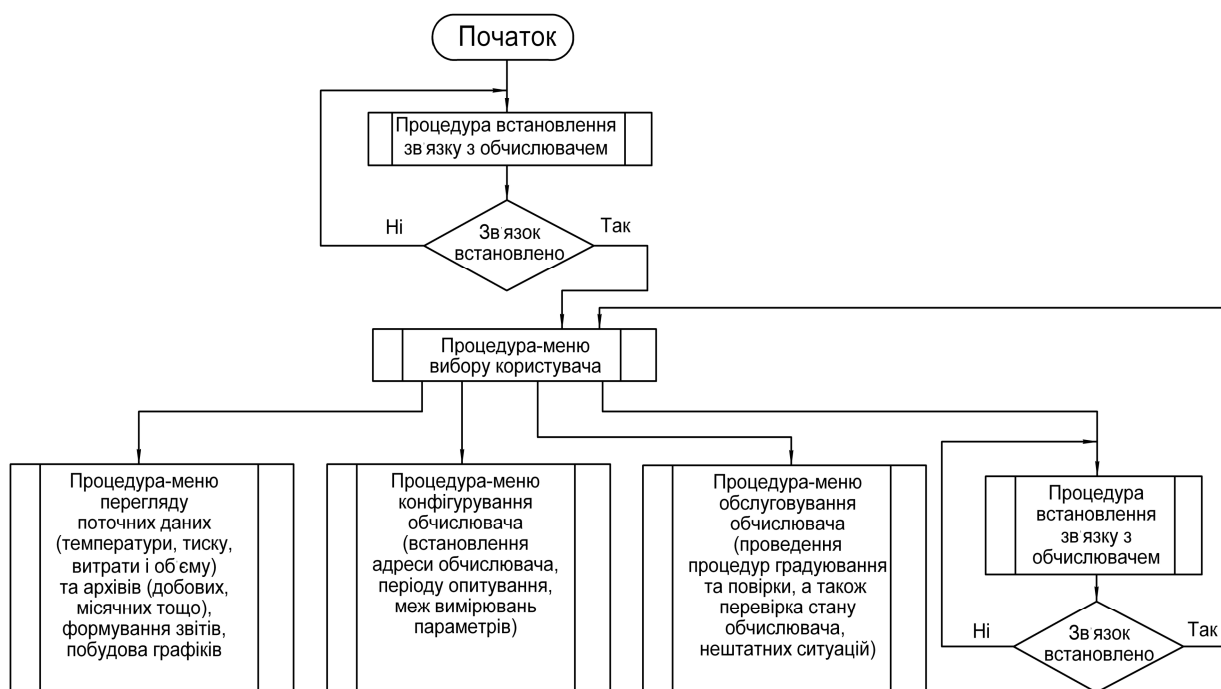 Початок
Процедура встановлення
зв'язку з обчислювачем
Ні
Так
Зв'язок
встановлено
Процедура-меню
вибору користувача
Процедура-меню
перегляду
поточних даних
(температури, тиску,
витрати і об'єму)
та архівів (добових,
місячних тощо),
формування звітів,
побудова графіків
Процедура-меню
конфігурування
обчислювача
(встановлення
адреси обчислювача,
періоду опитування,
меж вимірювань
параметрів)
Процедура-меню
обслуговування
обчислювача
(проведення
процедур градуювання
та повірки, а також
перевірка стану
обчислювача,
нештатних ситуацій)
Процедура
встановлення
зв'язку з
обчислювачем
Ні
Зв'язок
встановлено
Так